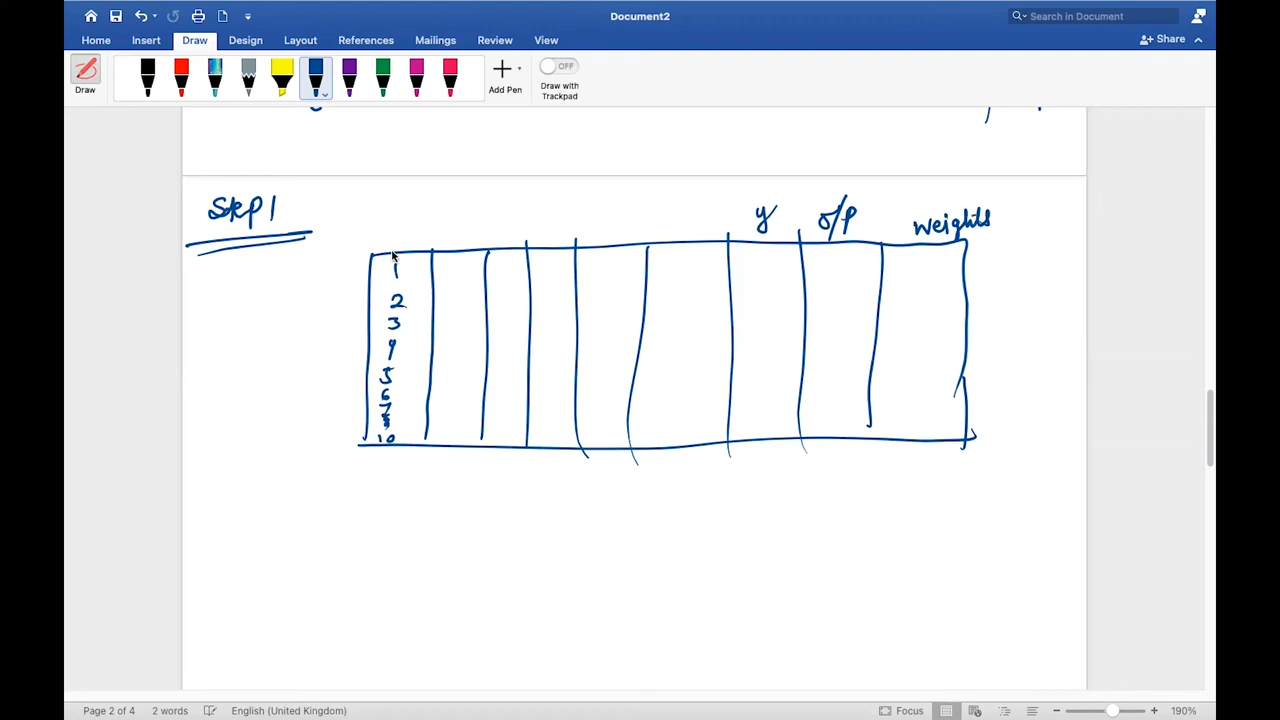 Document2
Search in Document
Home Insert Draw Design Layout References Mailings Review View
Share
Draw
Add Pen
OFF
Draw with
Trackpad
Step 1
y o/p weights
1
2
3
4
5
6
7
8
10
Page 2 of 4 2 words English (United Kingdom) Focus 190%